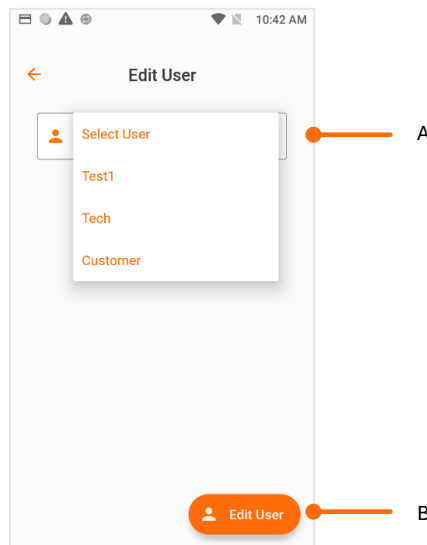 10:42 AM
Edit User
Select User
A
Test1
Tech
Customer
Edit User
B